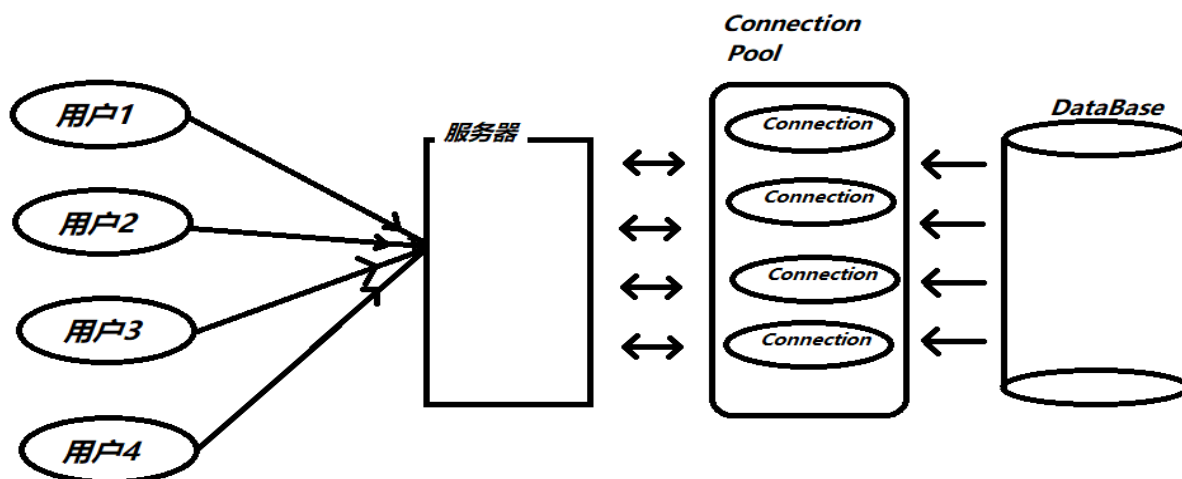 Connection
Pool
用户1
服务器
DataBase
Connection
用户2
Connection
用户3
Connection
Connection
用户4